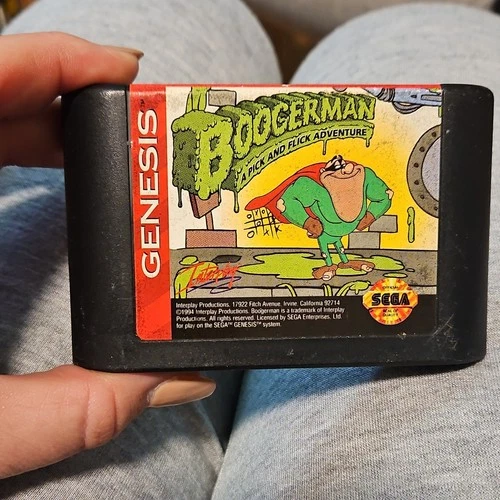 GENESIS
BOOGERMAN
A PICK AND FLICK ADVENTURE
Interplay
Interplay Productions. 17922 Fitch Avenue, Irvine, California 92714
©1994 Interplay Productions. Boogerman is a trademark of Interplay
Productions. All rights reserved. Licensed by SEGA Enterprises, Ltd.
for play on the SEGA™ GENESIS™ system.
SEGA